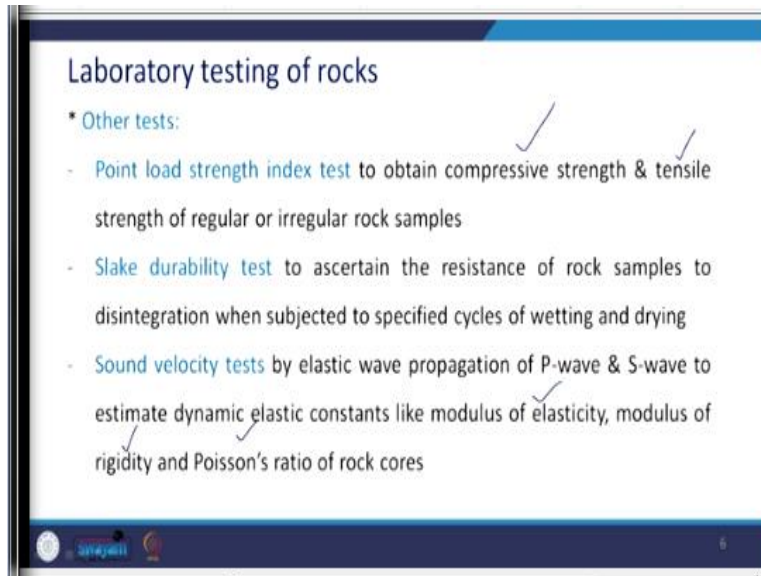 Laboratory testing of rocks
* Other tests:
- Point load strength index test to obtain compressive strength & tensile
strength of regular or irregular rock samples
- Slake durability test to ascertain the resistance of rock samples to
disintegration when subjected to specified cycles of wetting and drying
- Sound velocity tests by elastic wave propagation of P-wave & S-wave to
estimate dynamic elastic constants like modulus of elasticity, modulus of
rigidity and Poisson's ratio of rock cores
swayam
6